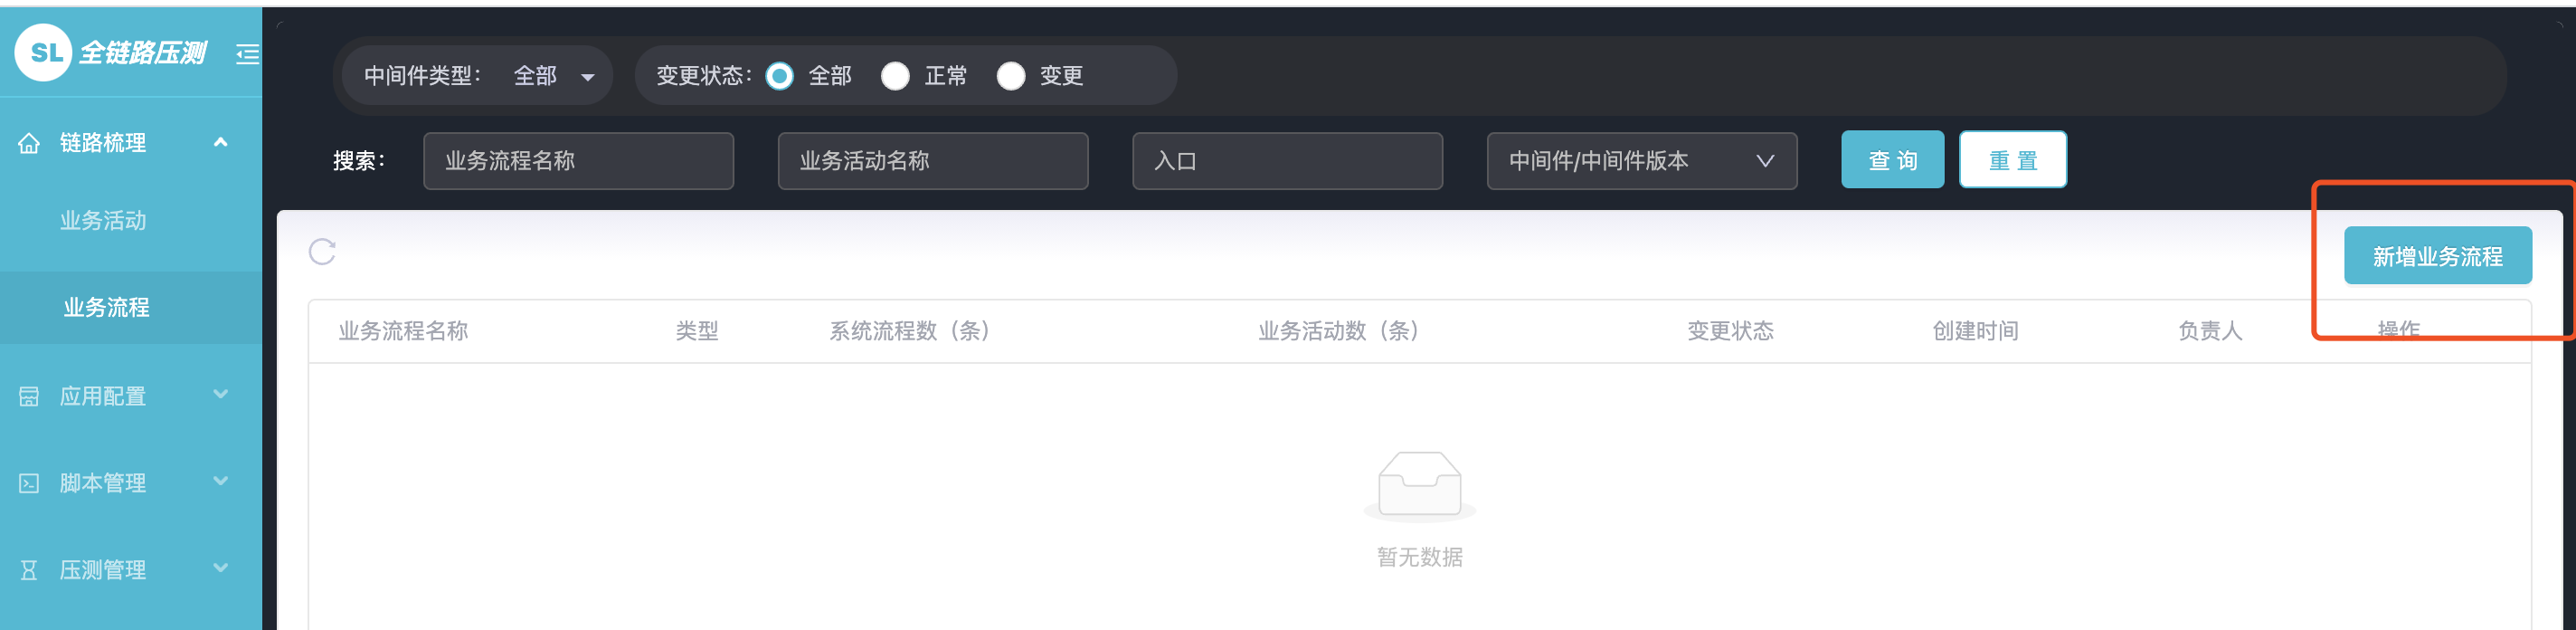 SL 全链路压测
中间件类型： 全部 变更状态： 全部 正常 变更
链路梳理
搜索： 业务流程名称 业务活动名称 入口 中间件/中间件版本 查 询 重 置
业务活动
新增业务流程
业务流程
业务流程名称 类型 系统流程数（条） 业务活动数（条） 变更状态 创建时间 负责人 操作
应用配置
脚本管理
暂无数据
压测管理